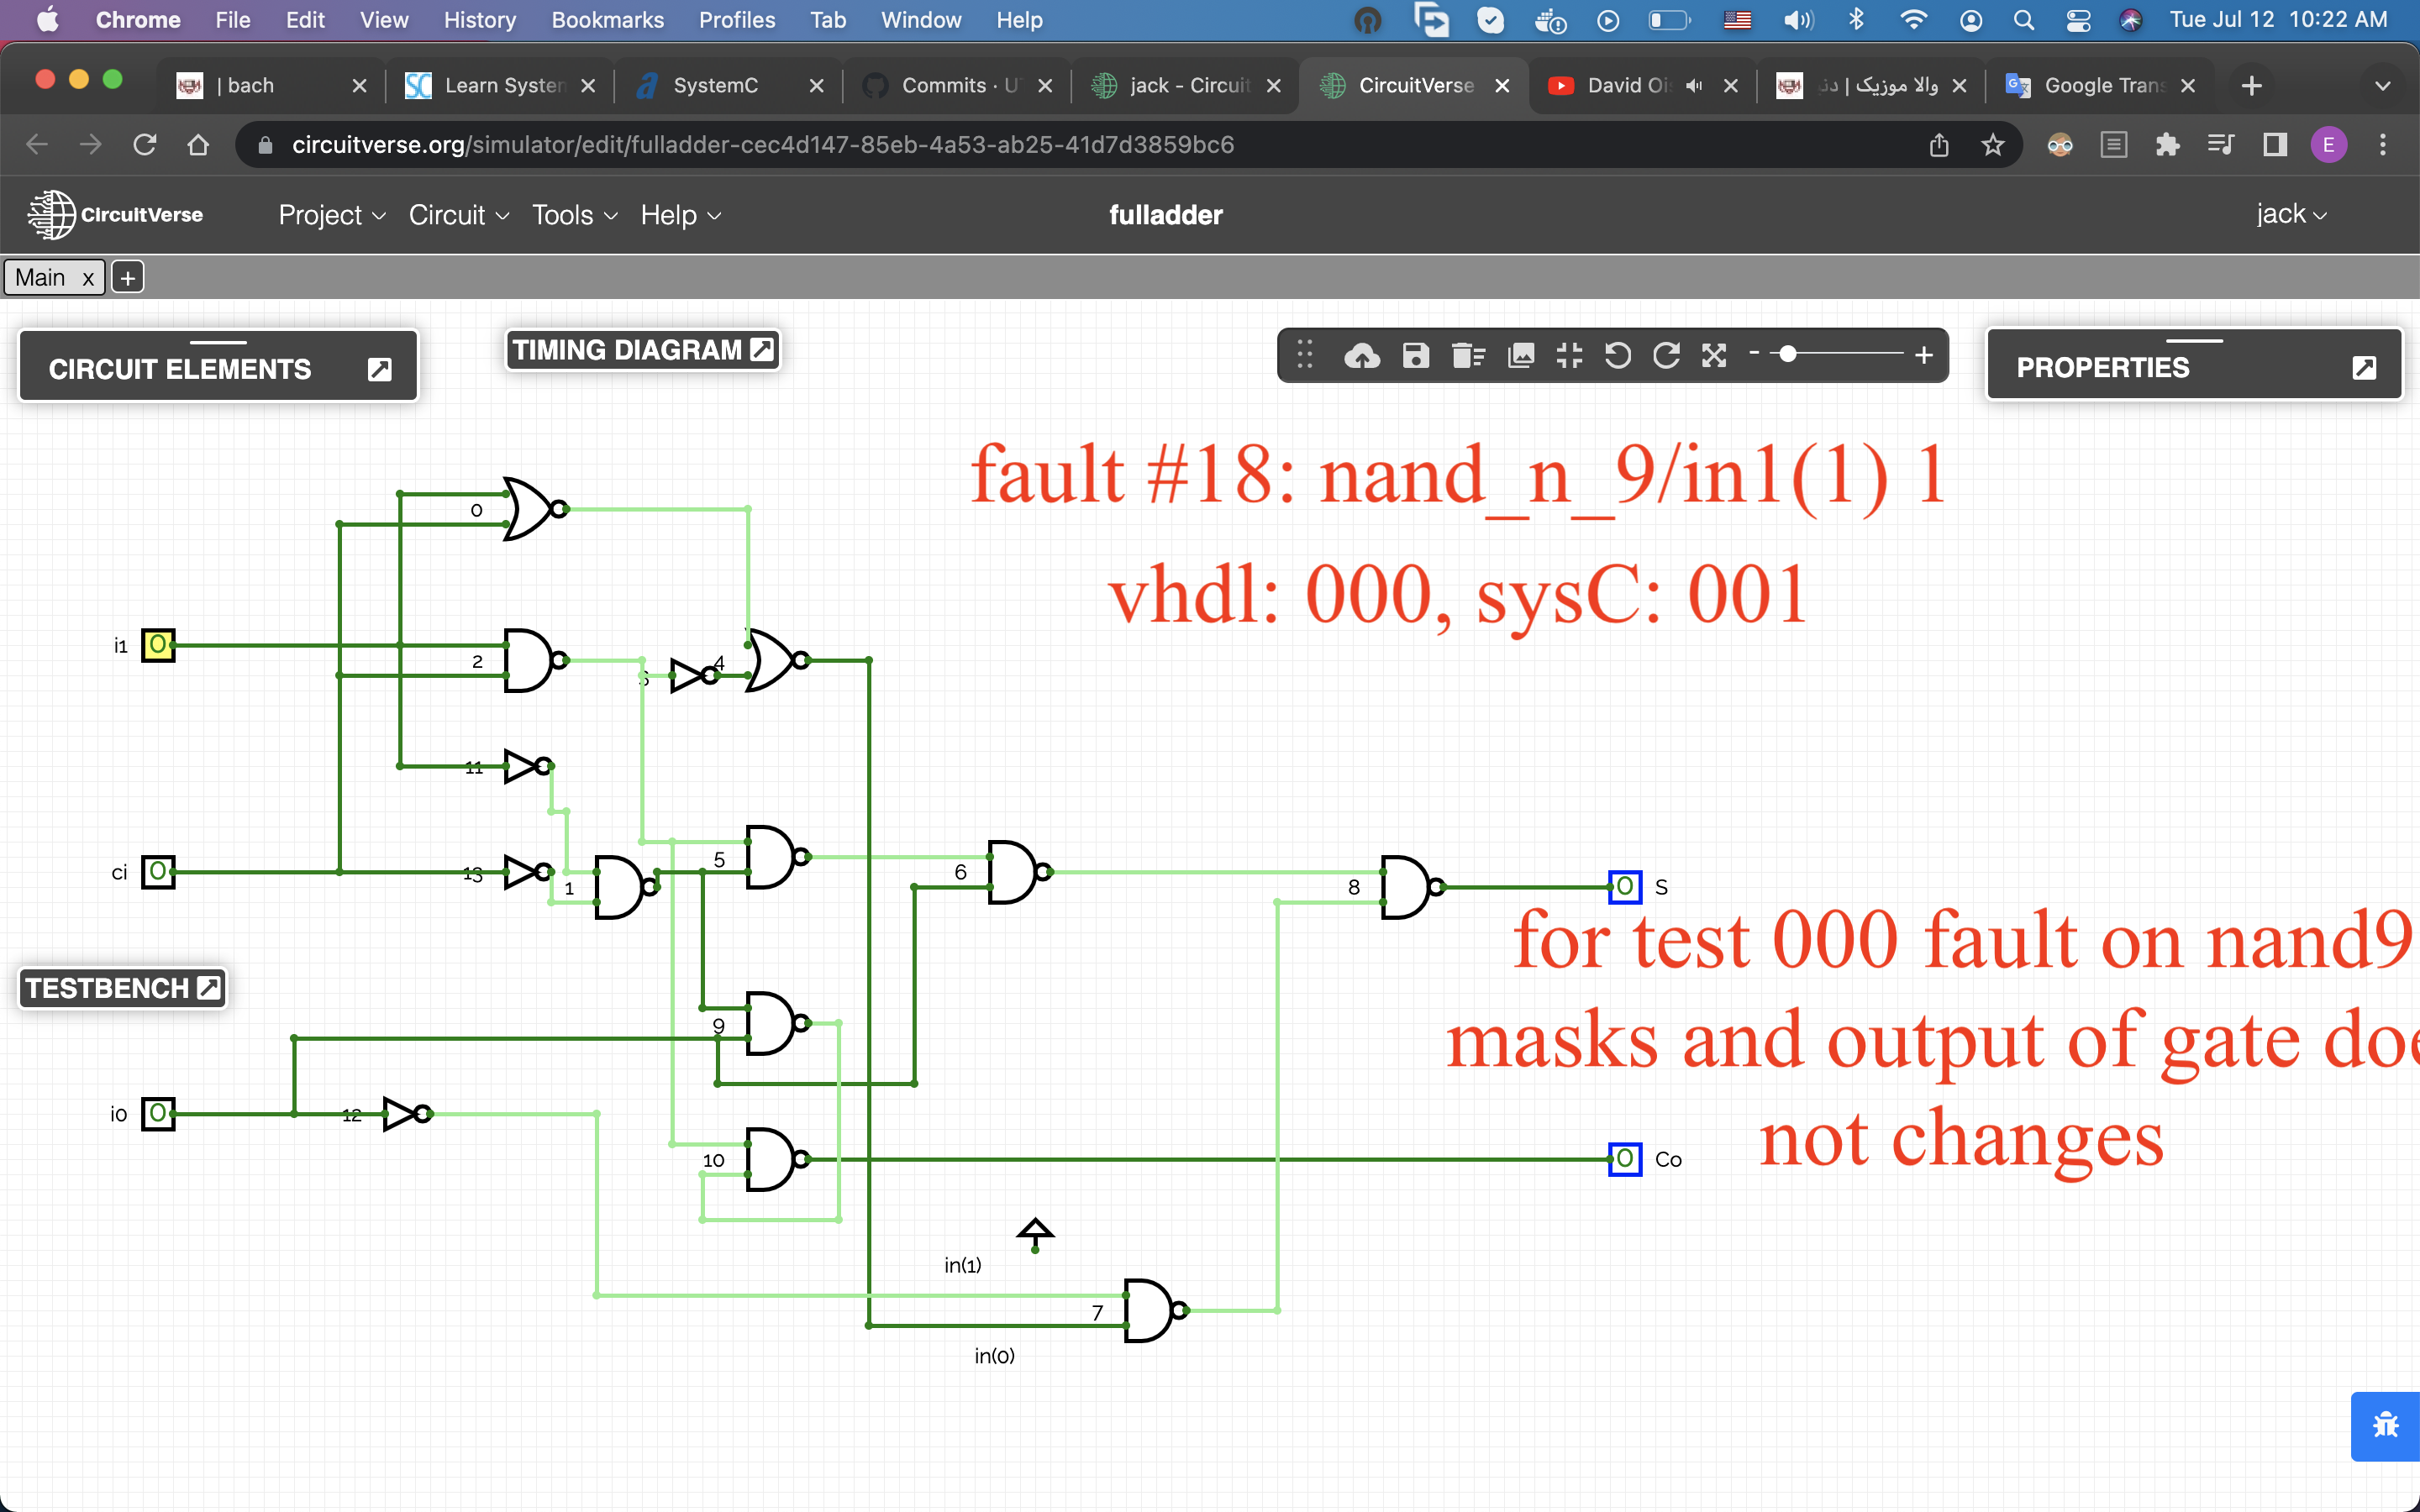 Chrome File Edit View History Bookmarks Profiles Tab Window Help Tue Jul 12 10:22 AM
| bach Learn System SystemC Commits · U jack - Circuit CircuitVerse David Oi والا موزیک | دن Google Trans
circuitverse.org/simulator/edit/fulladder-cec4d147-85eb-4a53-ab25-41d7d3859bc6 E
CircuitVerse Project Circuit Tools Help fulladder jack
Main x +
CIRCUIT ELEMENTS TIMING DIAGRAM - + PROPERTIES
fault #18: nand_n_9/in1(1) 1
0
vhdl: 000, sysC: 001
i1 0 2 4
11
ci 0 13 1 5 6 8 0 S
for test 000 fault on nand9
TESTBENCH
9
masks and output of gate doe
i0 0 12
not changes
10 0 Co
in(1)
7
in(0)